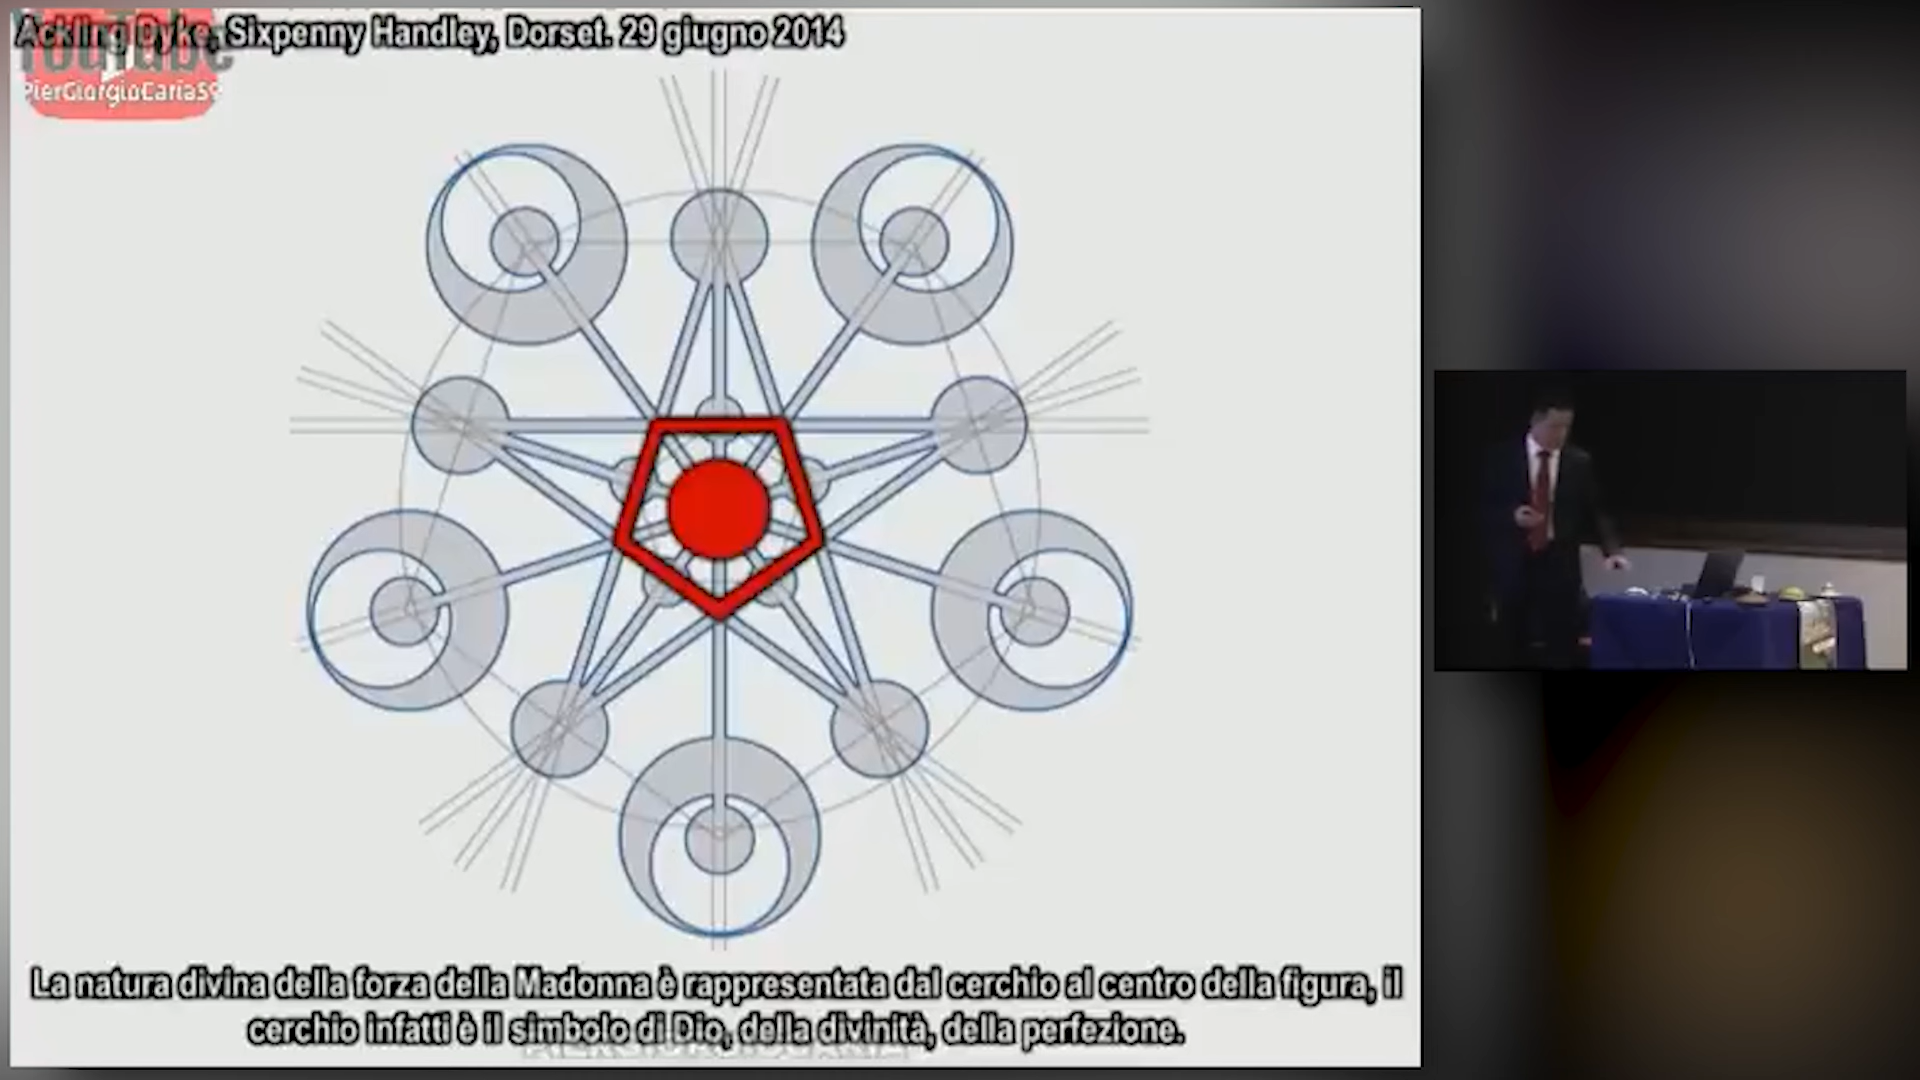 Ackling Dyke, Sixpenny Handley, Dorset. 29 giugno 2014
YouTube
PierGiorgioCaria59
La natura divina della forza della Madonna è rappresentata dal cerchio al centro della figura, il
cerchio infatti è il simbolo di Dio, della divinità, della perfezione.